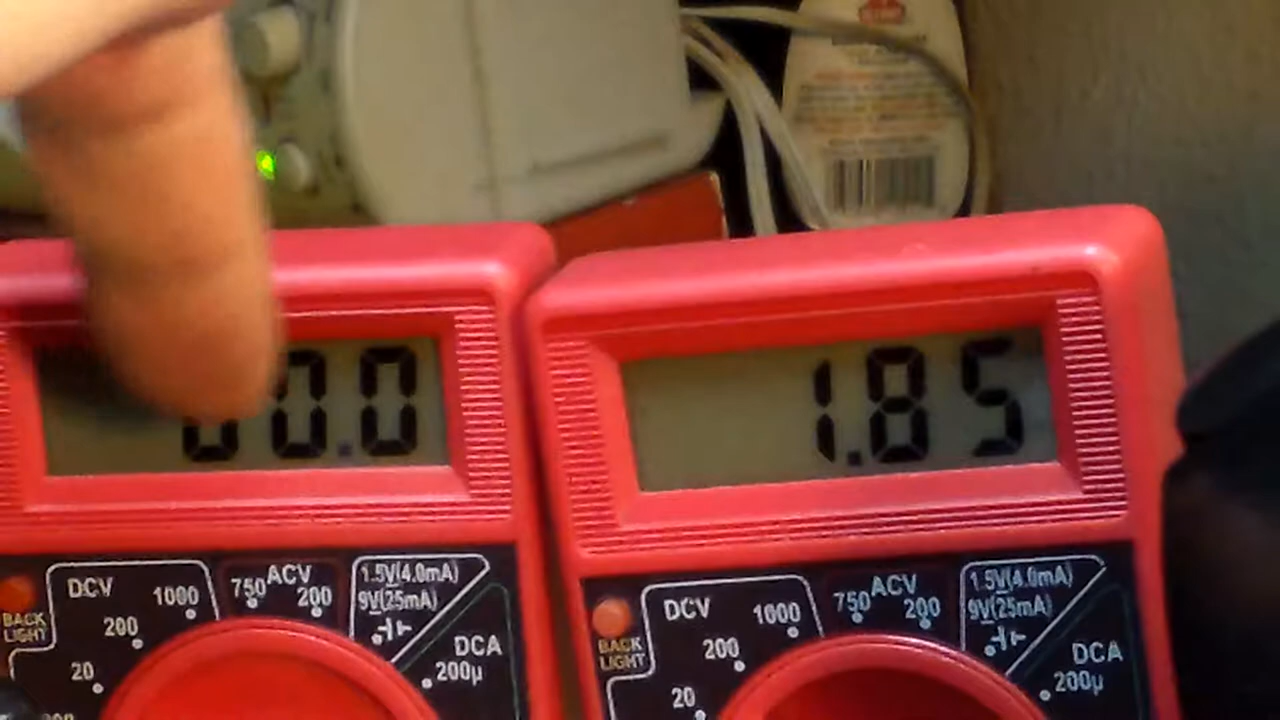 00.0
1.85
DCV
1000
200
20
BACK
LIGHT
750
ACV
200
1.5V(4.0mA)
9V(25mA)
DCA
200µ
DCV
1000
200
20
BACK
LIGHT
750
ACV
200
1.5V(4.0mA)
9V(25mA)
DCA
200µ